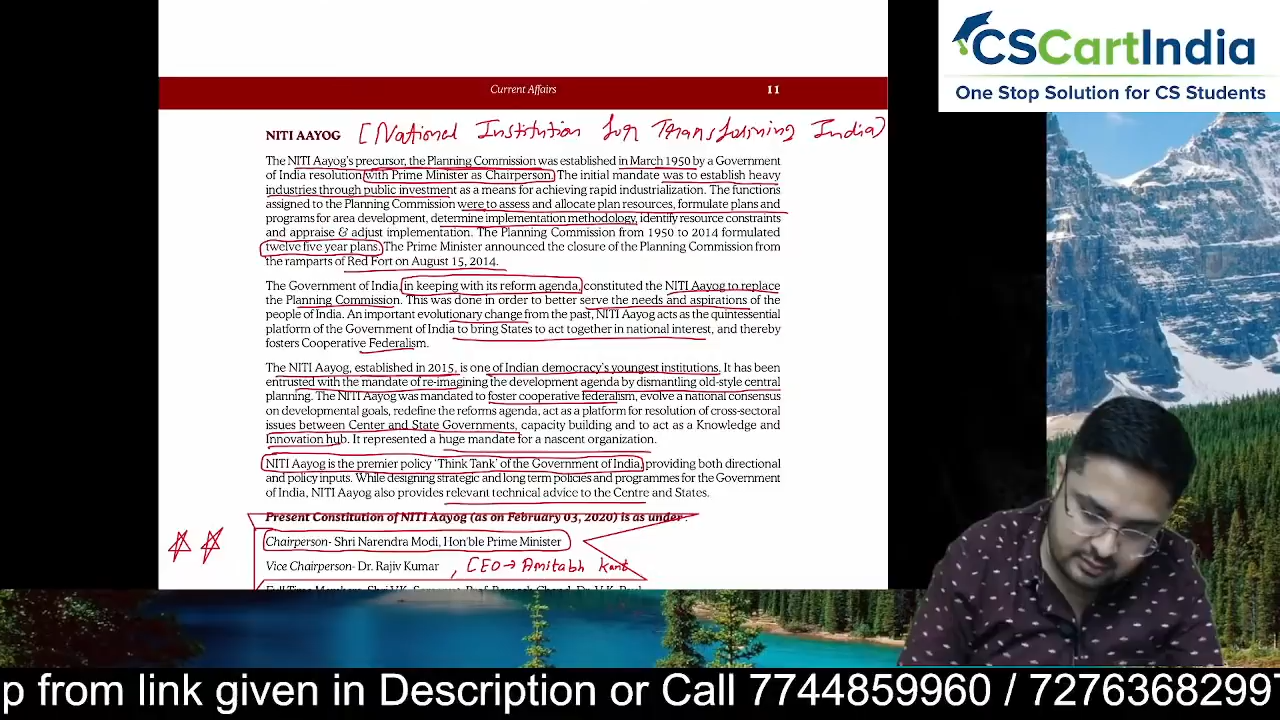 CSCartIndia
One Stop Solution for CS Students
Current Affairs 11
NITI AAYOG [National Institution for Transforming India)
The NITI Aayog's precursor, the Planning Commission was established in March 1950 by a Government
of India resolution with Prime Minister as Chairperson. The initial mandate was to establish heavy
industries through public investment as a means for achieving rapid industrialization. The functions
assigned to the Planning Commission were to assess and allocate plan resources, formulate plans and
programs for area development, determine implementation methodology, identify resource constraints
and appraise & adjust implementation. The Planning Commission from 1950 to 2014 formulated
twelve five year plans. The Prime Minister announced the closure of the Planning Commission from
the ramparts of Red Fort on August 15, 2014.
The Government of India, in keeping with its reform agenda, constituted the NITI Aayog to replace
the Planning Commission. This was done in order to better serve the needs and aspirations of the
people of India. An important evolutionary change from the past, NITI Aayog acts as the quintessential
platform of the Government of India to bring States to act together in national interest, and thereby
fosters Cooperative Federalism.
The NITI Aayog, established in 2015, is one of Indian democracy's youngest institutions. It has been
entrusted with the mandate of re-imagining the development agenda by dismantling old-style central
planning. The NITI Aayog was mandated to foster cooperative federalism, evolve a national consensus
on developmental goals, redefine the reforms agenda, act as a platform for resolution of cross-sectoral
issues between Center and State Governments, capacity building and to act as a Knowledge and
Innovation hub. It represented a huge mandate for a nascent organization.
NITI Aayog is the premier policy 'Think Tank' of the Government of India, providing both directional
and policy inputs. While designing strategic and long term policies and programmes for the Government
of India, NITI Aayog also provides relevant technical advice to the Centre and States.
Present Constitution of NITI Aayog (as on February 03, 2020) is as under:
Chairperson- Shri Narendra Modi, Hon'ble Prime Minister
Vice Chairperson- Dr. Rajiv Kumar , CEO → Amitabh Kant
p from link given in Description or Call 7744859960 / 7276368299